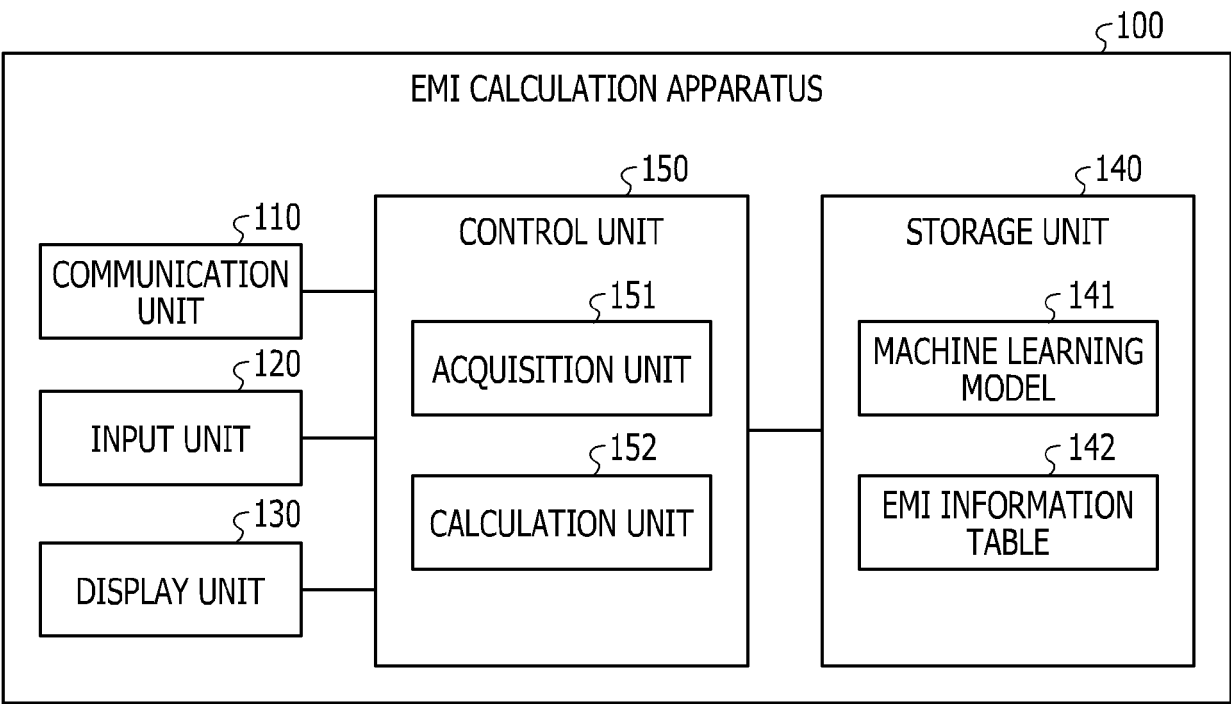 100
EMI CALCULATION APPARATUS
110
COMMUNICATION
UNIT
120
INPUT UNIT
130
DISPLAY UNIT
150
CONTROL UNIT
151
ACQUISITION UNIT
152
CALCULATION UNIT
140
STORAGE UNIT
141
MACHINE LEARNING
MODEL
142
EMI INFORMATION
TABLE